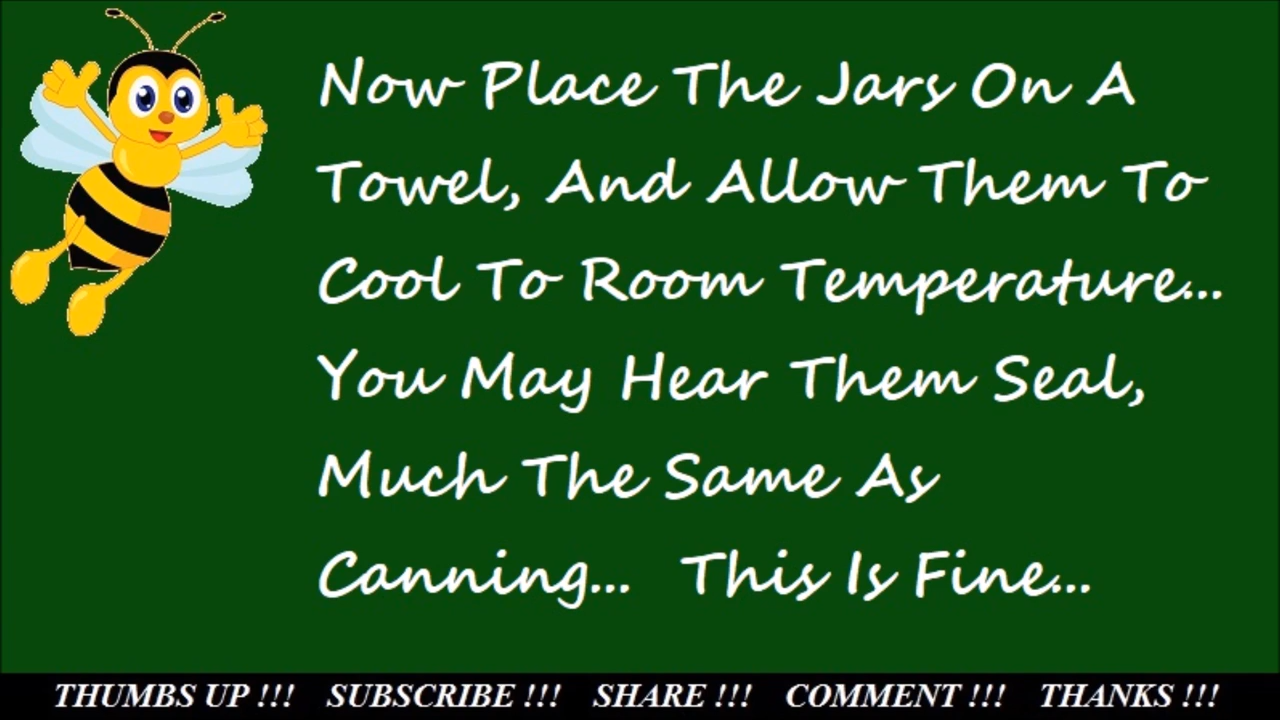 Now Place The Jars On A
Towel, And Allow Them To
Cool To Room Temperature...
You May Hear Them Seal,
Much The Same As
Canning... This Is Fine...
THUMBS UP !!! SUBSCRIBE !!! SHARE !!! COMMENT !!! THANKS !!!